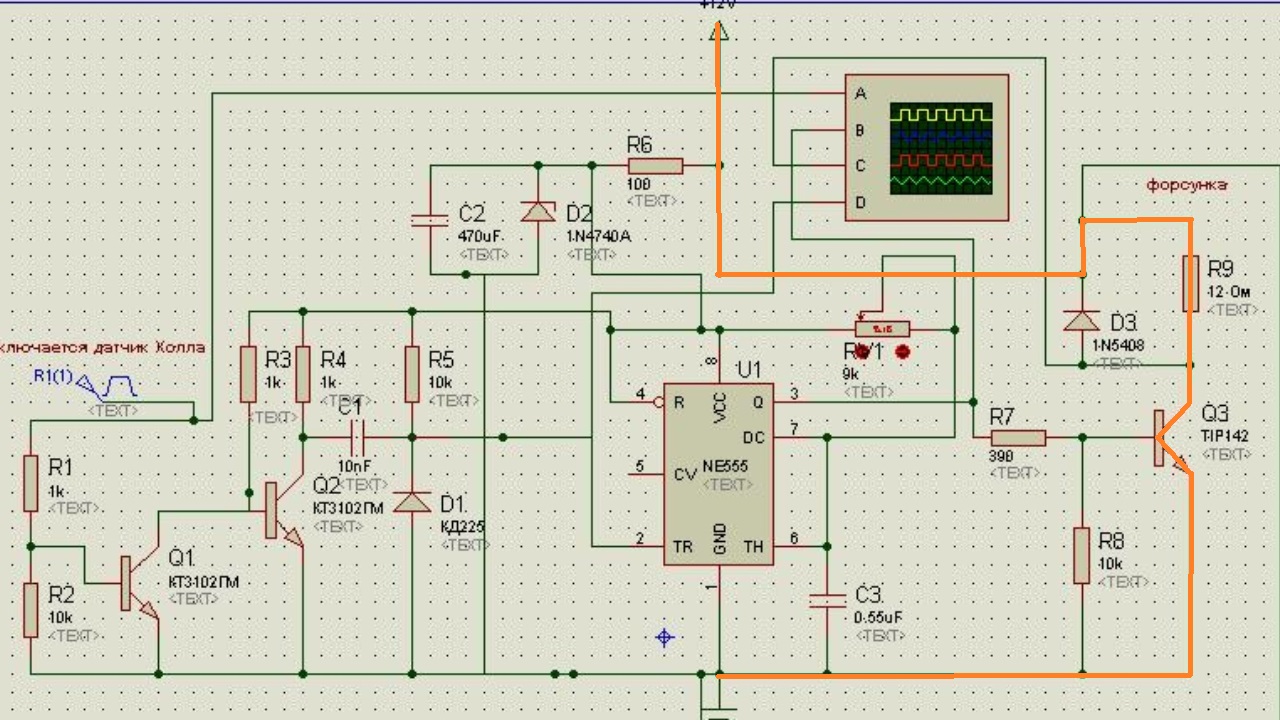 +12V
A
B
C
D
R6
100
<TEXT>
форсунка
C2
470uF
<TEXT>
D2
1N4740A
<TEXT>
R9
12 Ом
<TEXT>
D3
1N5408
<TEXT>
ключается датчик Холла
R1(1)
<TEXT>
R3
1k
<TEXT>
R4
1k
<TEXT>
R5
10k
<TEXT>
RV1
9k
<TEXT>
C1
10nF
<TEXT>
U1
8
4
R
VCC
Q
3
DC
7
5
CV
NE555
<TEXT>
2
TR
GND
TH
6
1
R7
390
<TEXT>
Q3
TIP142
<TEXT>
R1
1k
<TEXT>
Q2
КТ3102ГМ
<TEXT>
D1
КД225
<TEXT>
Q1
КТ3102ГМ
<TEXT>
R8
10k
<TEXT>
R2
10k
<TEXT>
C3
0.55uF
<TEXT>